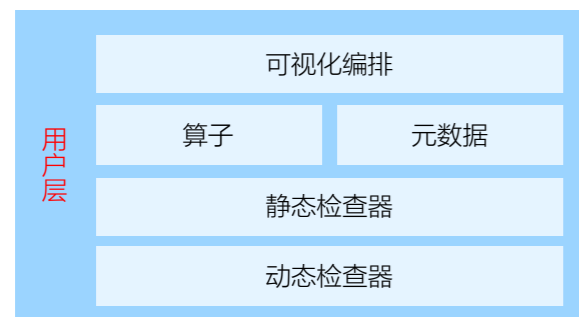 可视化编排
用户层
算子
元数据
静态检查器
动态检查器